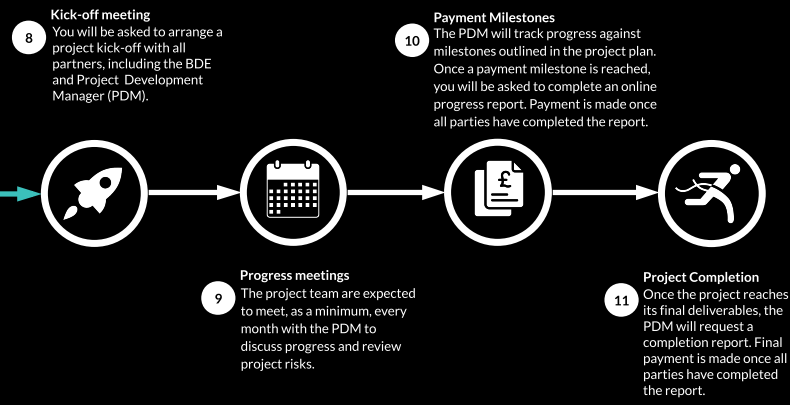 8
Kick-off meeting
You will be asked to arrange a
project kick-off with all
partners, including the BDE
and Project Development
Manager (PDM).
9
Progress meetings
The project team are expected
to meet, as a minimum, every
month with the PDM to
discuss progress and review
project risks.
10
Payment Milestones
The PDM will track progress against
milestones outlined in the project plan.
Once a payment milestone is reached,
you will be asked to complete an online
progress report. Payment is made once
all parties have completed the report.
£
11
Project Completion
Once the project reaches
its final deliverables, the
PDM will request a
completion report. Final
payment is made once all
parties have completed
the report.